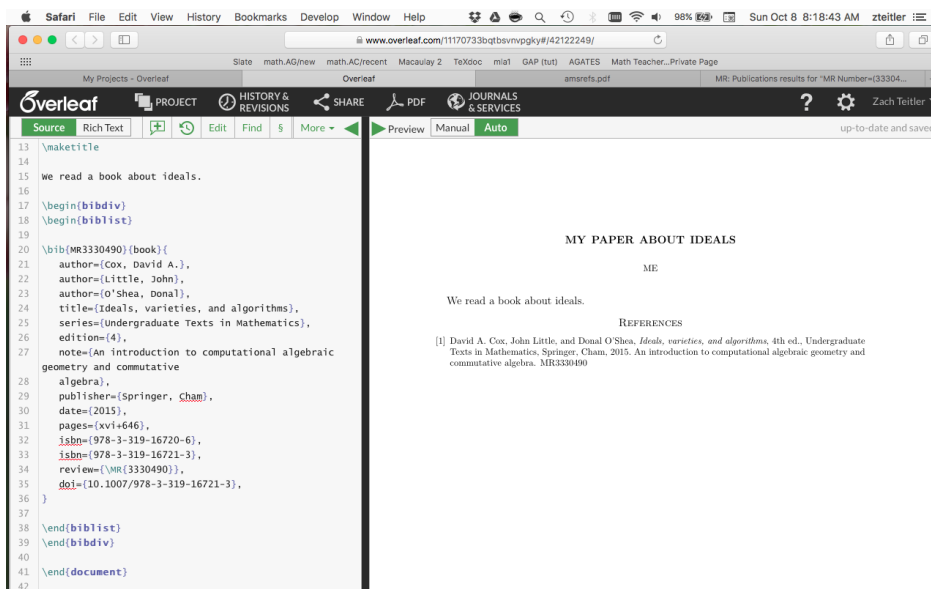 Safari File Edit View History Bookmarks Develop Window Help 98% Sun Oct 8 8:18:43 AM zteitler
www.overleaf.com/11170733bqtbsvnvpgky#/42122249/
Slate math.AG/new math.AC/recent Macaulay 2 TeXdoc mla1 GAP (tut) AGATES Math Teacher...Private Page
My Projects - Overleaf Overleaf amsrefs.pdf MR: Publications results for "MR Number=(33304...
Overleaf PROJECT HISTORY & REVISIONS SHARE PDF JOURNALS & SERVICES ? Zach Teitler
Source Rich Text Edit Find § More Preview Manual Auto up-to-date and saved
13 \maketitle
14
15 We read a book about ideals.
16
17 \begin{bibdiv}
18 \begin{biblist}
19
20 \bib{MR3330490}{book}{
21 author={Cox, David A.},
22 author={Little, John},
23 author={O'Shea, Donal},
24 title={Ideals, varieties, and algorithms},
25 series={Undergraduate Texts in Mathematics},
26 edition={4},
27 note={An introduction to computational algebraic
geometry and commutative
28 algebra},
29 publisher={Springer, Cham},
30 date={2015},
31 pages={xvi+646},
32 isbn={978-3-319-16720-6},
33 isbn={978-3-319-16721-3},
34 review={\MR{3330490}},
35 doi={10.1007/978-3-319-16721-3},
36 }
37
38 \end{biblist}
39 \end{bibdiv}
40
41 \end{document}
42
MY PAPER ABOUT IDEALS
ME
We read a book about ideals.
References
[1] David A. Cox, John Little, and Donal O'Shea, Ideals, varieties, and algorithms, 4th ed., Undergraduate
Texts in Mathematics, Springer, Cham, 2015. An introduction to computational algebraic geometry and
commutative algebra. MR3330490